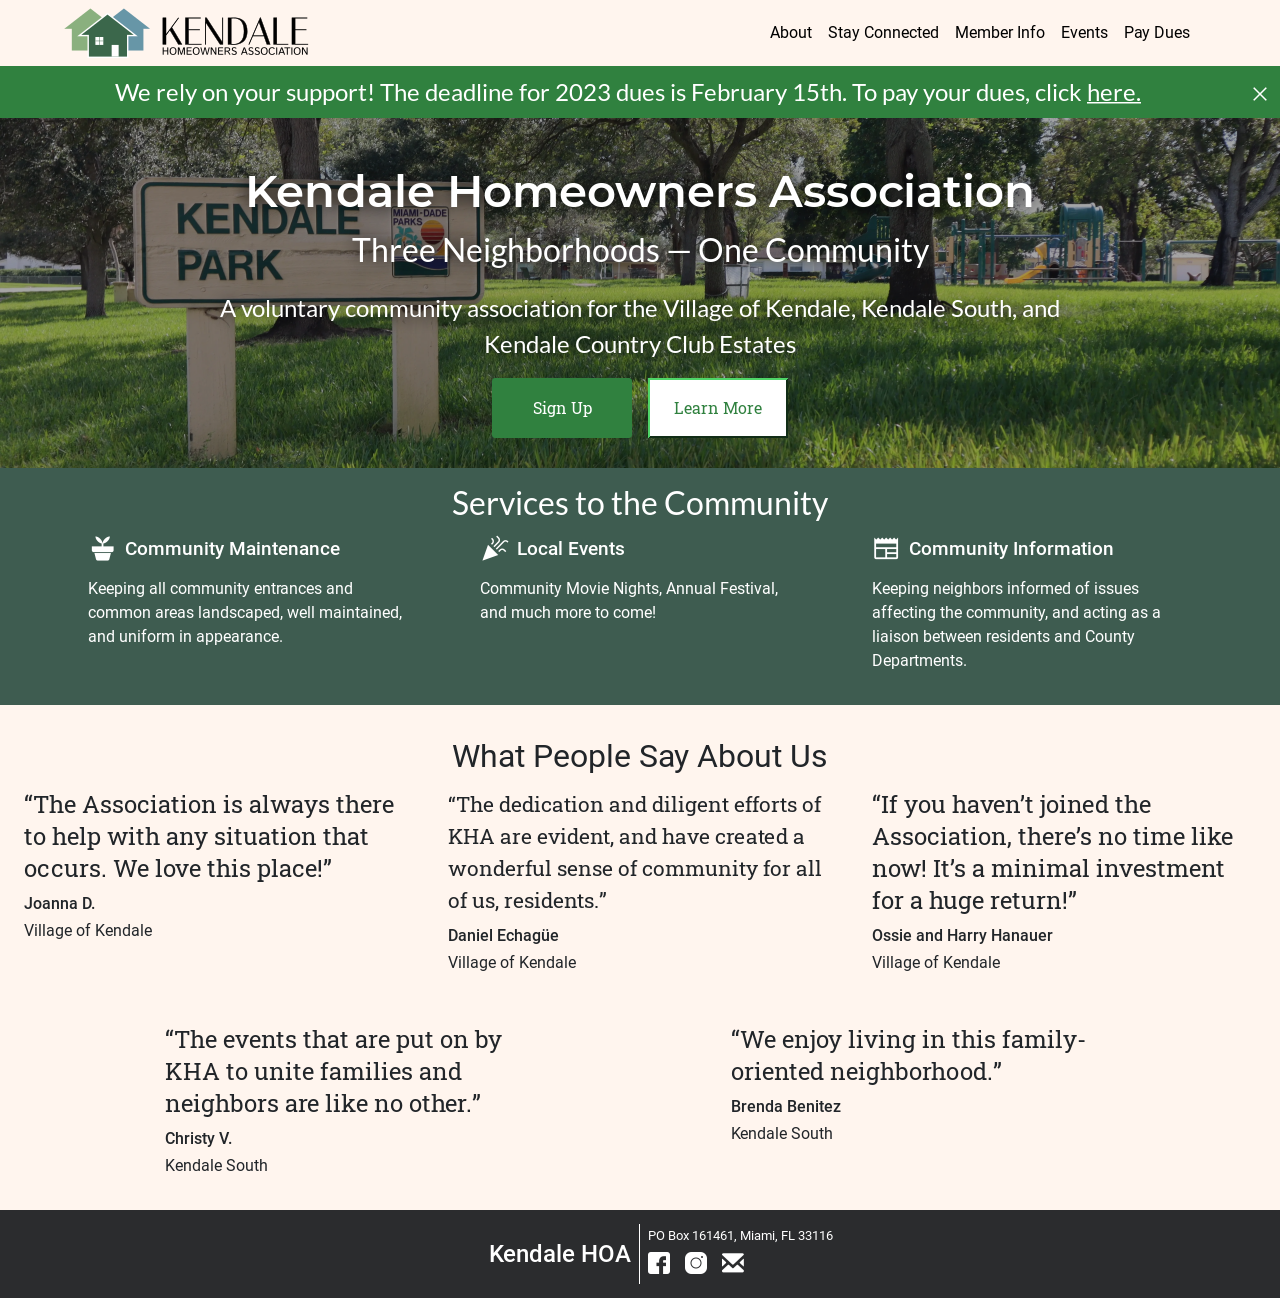 KENDALE
HOMEOWNERS ASSOCIATION
About Stay Connected Member Info Events Pay Dues
We rely on your support! The deadline for 2023 dues is February 15th. To pay your dues, click here.
Kendale Homeowners Association
KENDALE
PARK
MIAMI-DADE
PARKS
Three Neighborhoods — One Community
A voluntary community association for the Village of Kendale, Kendale South, and
Kendale Country Club Estates
Sign Up
Learn More
Services to the Community
Community Maintenance
Keeping all community entrances and
common areas landscaped, well maintained,
and uniform in appearance.
Local Events
Community Movie Nights, Annual Festival,
and much more to come!
Community Information
Keeping neighbors informed of issues
affecting the community, and acting as a
liaison between residents and County
Departments.
What People Say About Us
“The Association is always there
to help with any situation that
occurs. We love this place!”
Joanna D.
Village of Kendale
“The dedication and diligent efforts of
KHA are evident, and have created a
wonderful sense of community for all
of us, residents.”
Daniel Echagüe
Village of Kendale
“If you haven’t joined the
Association, there’s no time like
now! It’s a minimal investment
for a huge return!”
Ossie and Harry Hanauer
Village of Kendale
“The events that are put on by
KHA to unite families and
neighbors are like no other.”
Christy V.
Kendale South
“We enjoy living in this family-
oriented neighborhood.”
Brenda Benitez
Kendale South
Kendale HOA
PO Box 161461, Miami, FL 33116